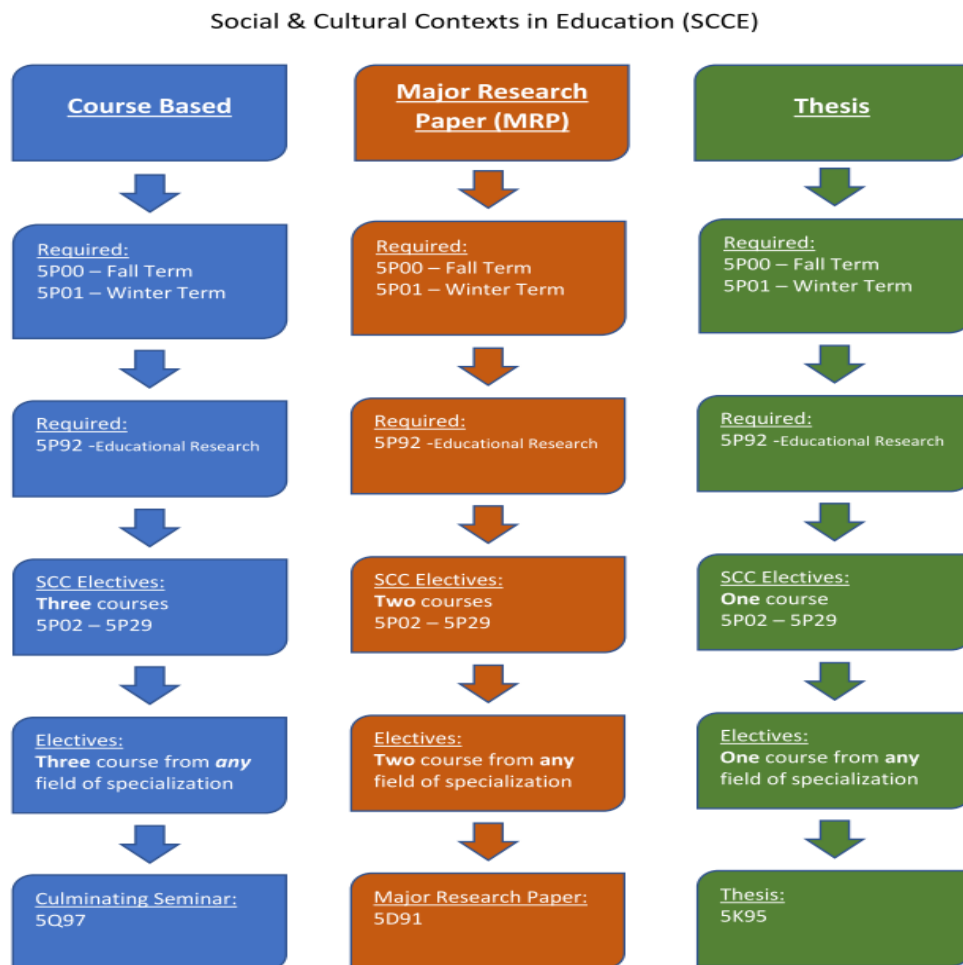 Social & Cultural Contexts in Education (SCCE)
Course Based
Required:
5P00 – Fall Term
5P01 – Winter Term
Required:
5P92 -Educational Research
SCC Electives:
Three courses
5P02 – 5P29
Electives:
Three course from any
field of specialization
Culminating Seminar:
5Q97
Major Research
Paper (MRP)
Required:
5P00 – Fall Term
5P01 – Winter Term
Required:
5P92 -Educational Research
SCC Electives:
Two courses
5P02 – 5P29
Electives:
Two course from any
field of specialization
Major Research Paper:
5D91
Thesis
Required:
5P00 – Fall Term
5P01 – Winter Term
Required:
5P92 -Educational Research
SCC Electives:
One course
5P02 – 5P29
Electives:
One course from any
field of specialization
Thesis:
5K95